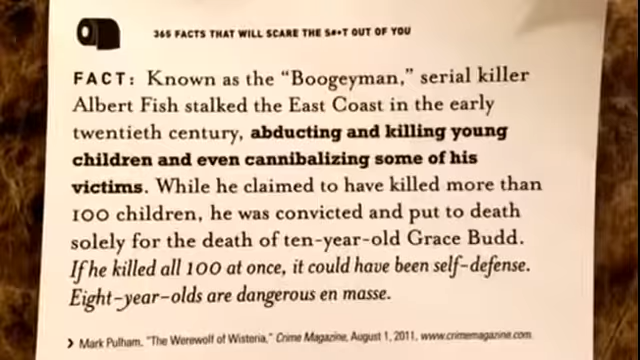 365 FACTS THAT WILL SCARE THE S#*T OUT OF YOU
FACT: Known as the “Boogeyman,” serial killer
Albert Fish stalked the East Coast in the early
twentieth century, abducting and killing young
children and even cannibalizing some of his
victims. While he claimed to have killed more than
100 children, he was convicted and put to death
solely for the death of ten-year-old Grace Budd.
If he killed all 100 at once, it could have been self-defense.
Eight-year-olds are dangerous en masse.
› Mark Pulham, "The Werewolf of Wisteria," Crime Magazine, August 1, 2011, www.crimemagazine.com